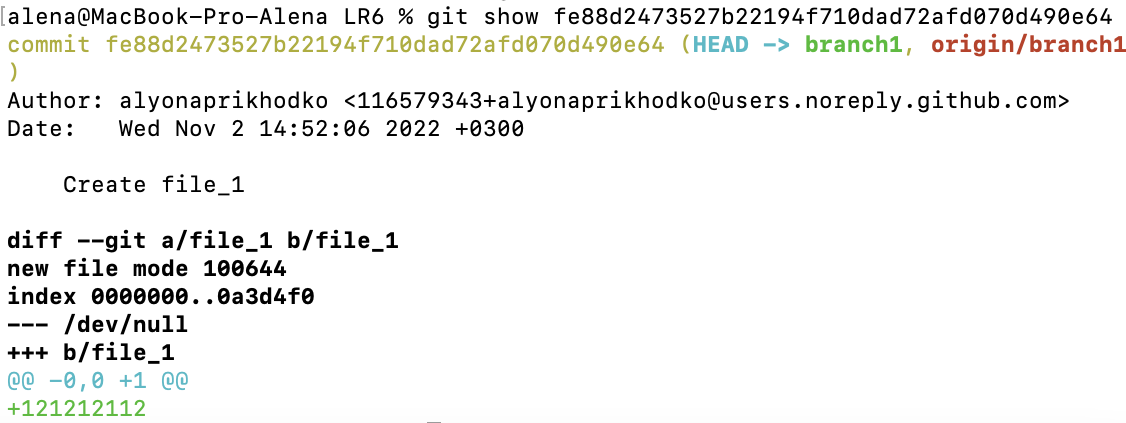 [alena@MacBook-Pro-Alena LR6 % git show fe88d2473527b22194f710dad72afd070d490e64
commit fe88d2473527b22194f710dad72afd070d490e64 (HEAD -> branch1, origin/branch1
)
Author: alyonaprikhodko <116579343+alyonaprikhodko@users.noreply.github.com>
Date:   Wed Nov 2 14:52:06 2022 +0300

    Create file_1

diff --git a/file_1 b/file_1
new file mode 100644
index 0000000..0a3d4f0
--- /dev/null
+++ b/file_1
@@ -0,0 +1 @@
+121212112